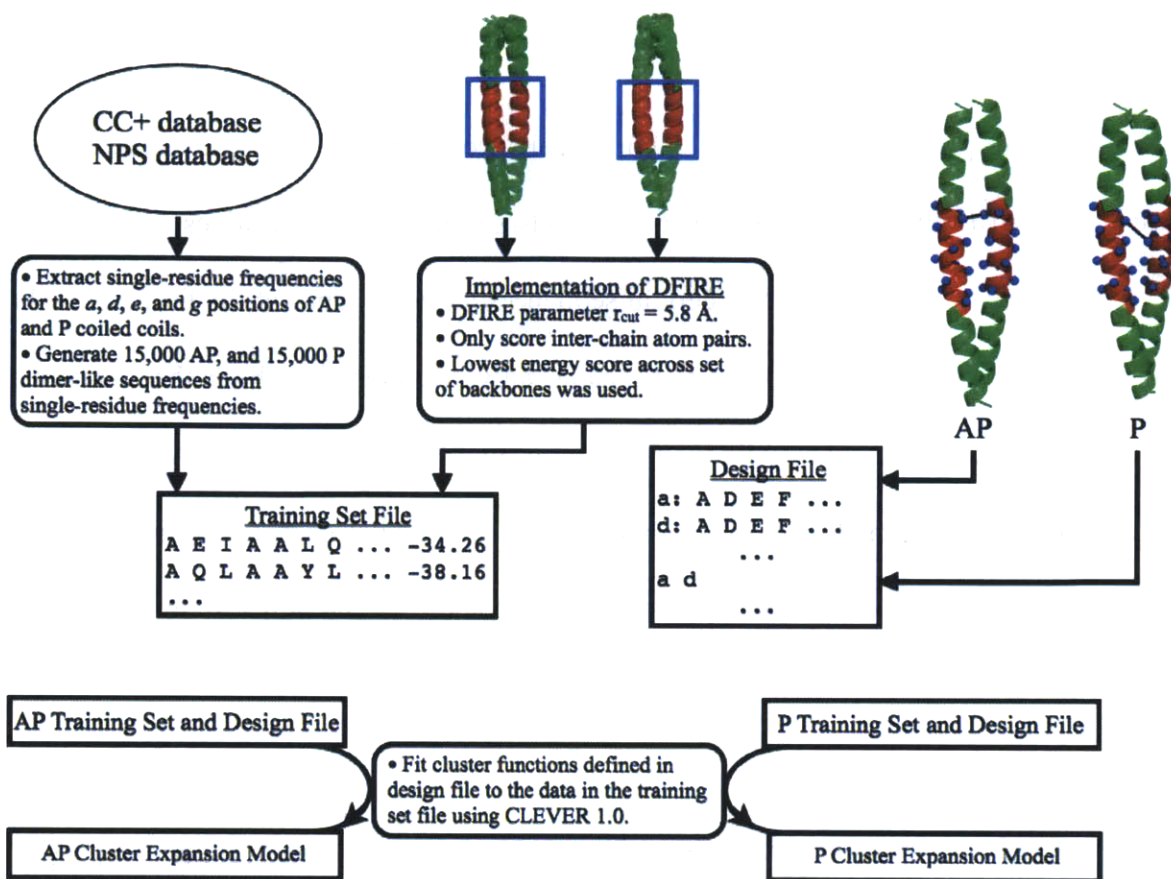 CC+ database
NPS database
• Extract single-residue frequencies
for the a, d, e, and g positions of AP
and P coiled coils.
• Generate 15,000 AP, and 15,000 P
dimer-like sequences from
single-residue frequencies.
Implementation of DFIRE
• DFIRE parameter rcut = 5.8 Å.
• Only score inter-chain atom pairs.
• Lowest energy score across set
of backbones was used.
AP
P
Training Set File
A E I A A L Q ... -34.26
A Q L A A Y L ... -38.16
...
Design File
a: A D E F ...
d: A D E F ...
...
a d
...
AP Training Set and Design File
P Training Set and Design File
• Fit cluster functions defined in
design file to the data in the training
set file using CLEVER 1.0.
AP Cluster Expansion Model
P Cluster Expansion Model